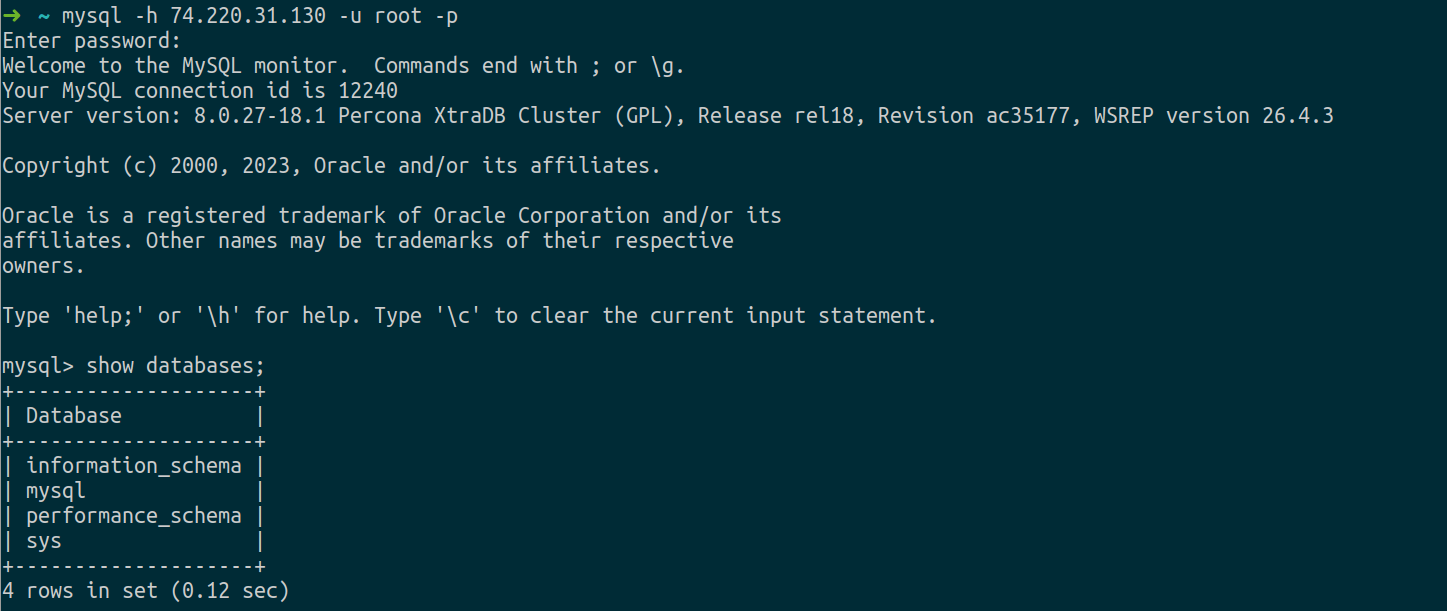 ➜ ~ mysql -h 74.220.31.130 -u root -p
Enter password:
Welcome to the MySQL monitor.  Commands end with ; or \g.
Your MySQL connection id is 12240
Server version: 8.0.27-18.1 Percona XtraDB Cluster (GPL), Release rel18, Revision ac35177, WSREP version 26.4.3

Copyright (c) 2000, 2023, Oracle and/or its affiliates.

Oracle is a registered trademark of Oracle Corporation and/or its
affiliates. Other names may be trademarks of their respective
owners.

Type 'help;' or '\h' for help. Type '\c' to clear the current input statement.

mysql> show databases;
+--------------------+
| Database           |
+--------------------+
| information_schema |
| mysql              |
| performance_schema |
| sys                |
+--------------------+
4 rows in set (0.12 sec)